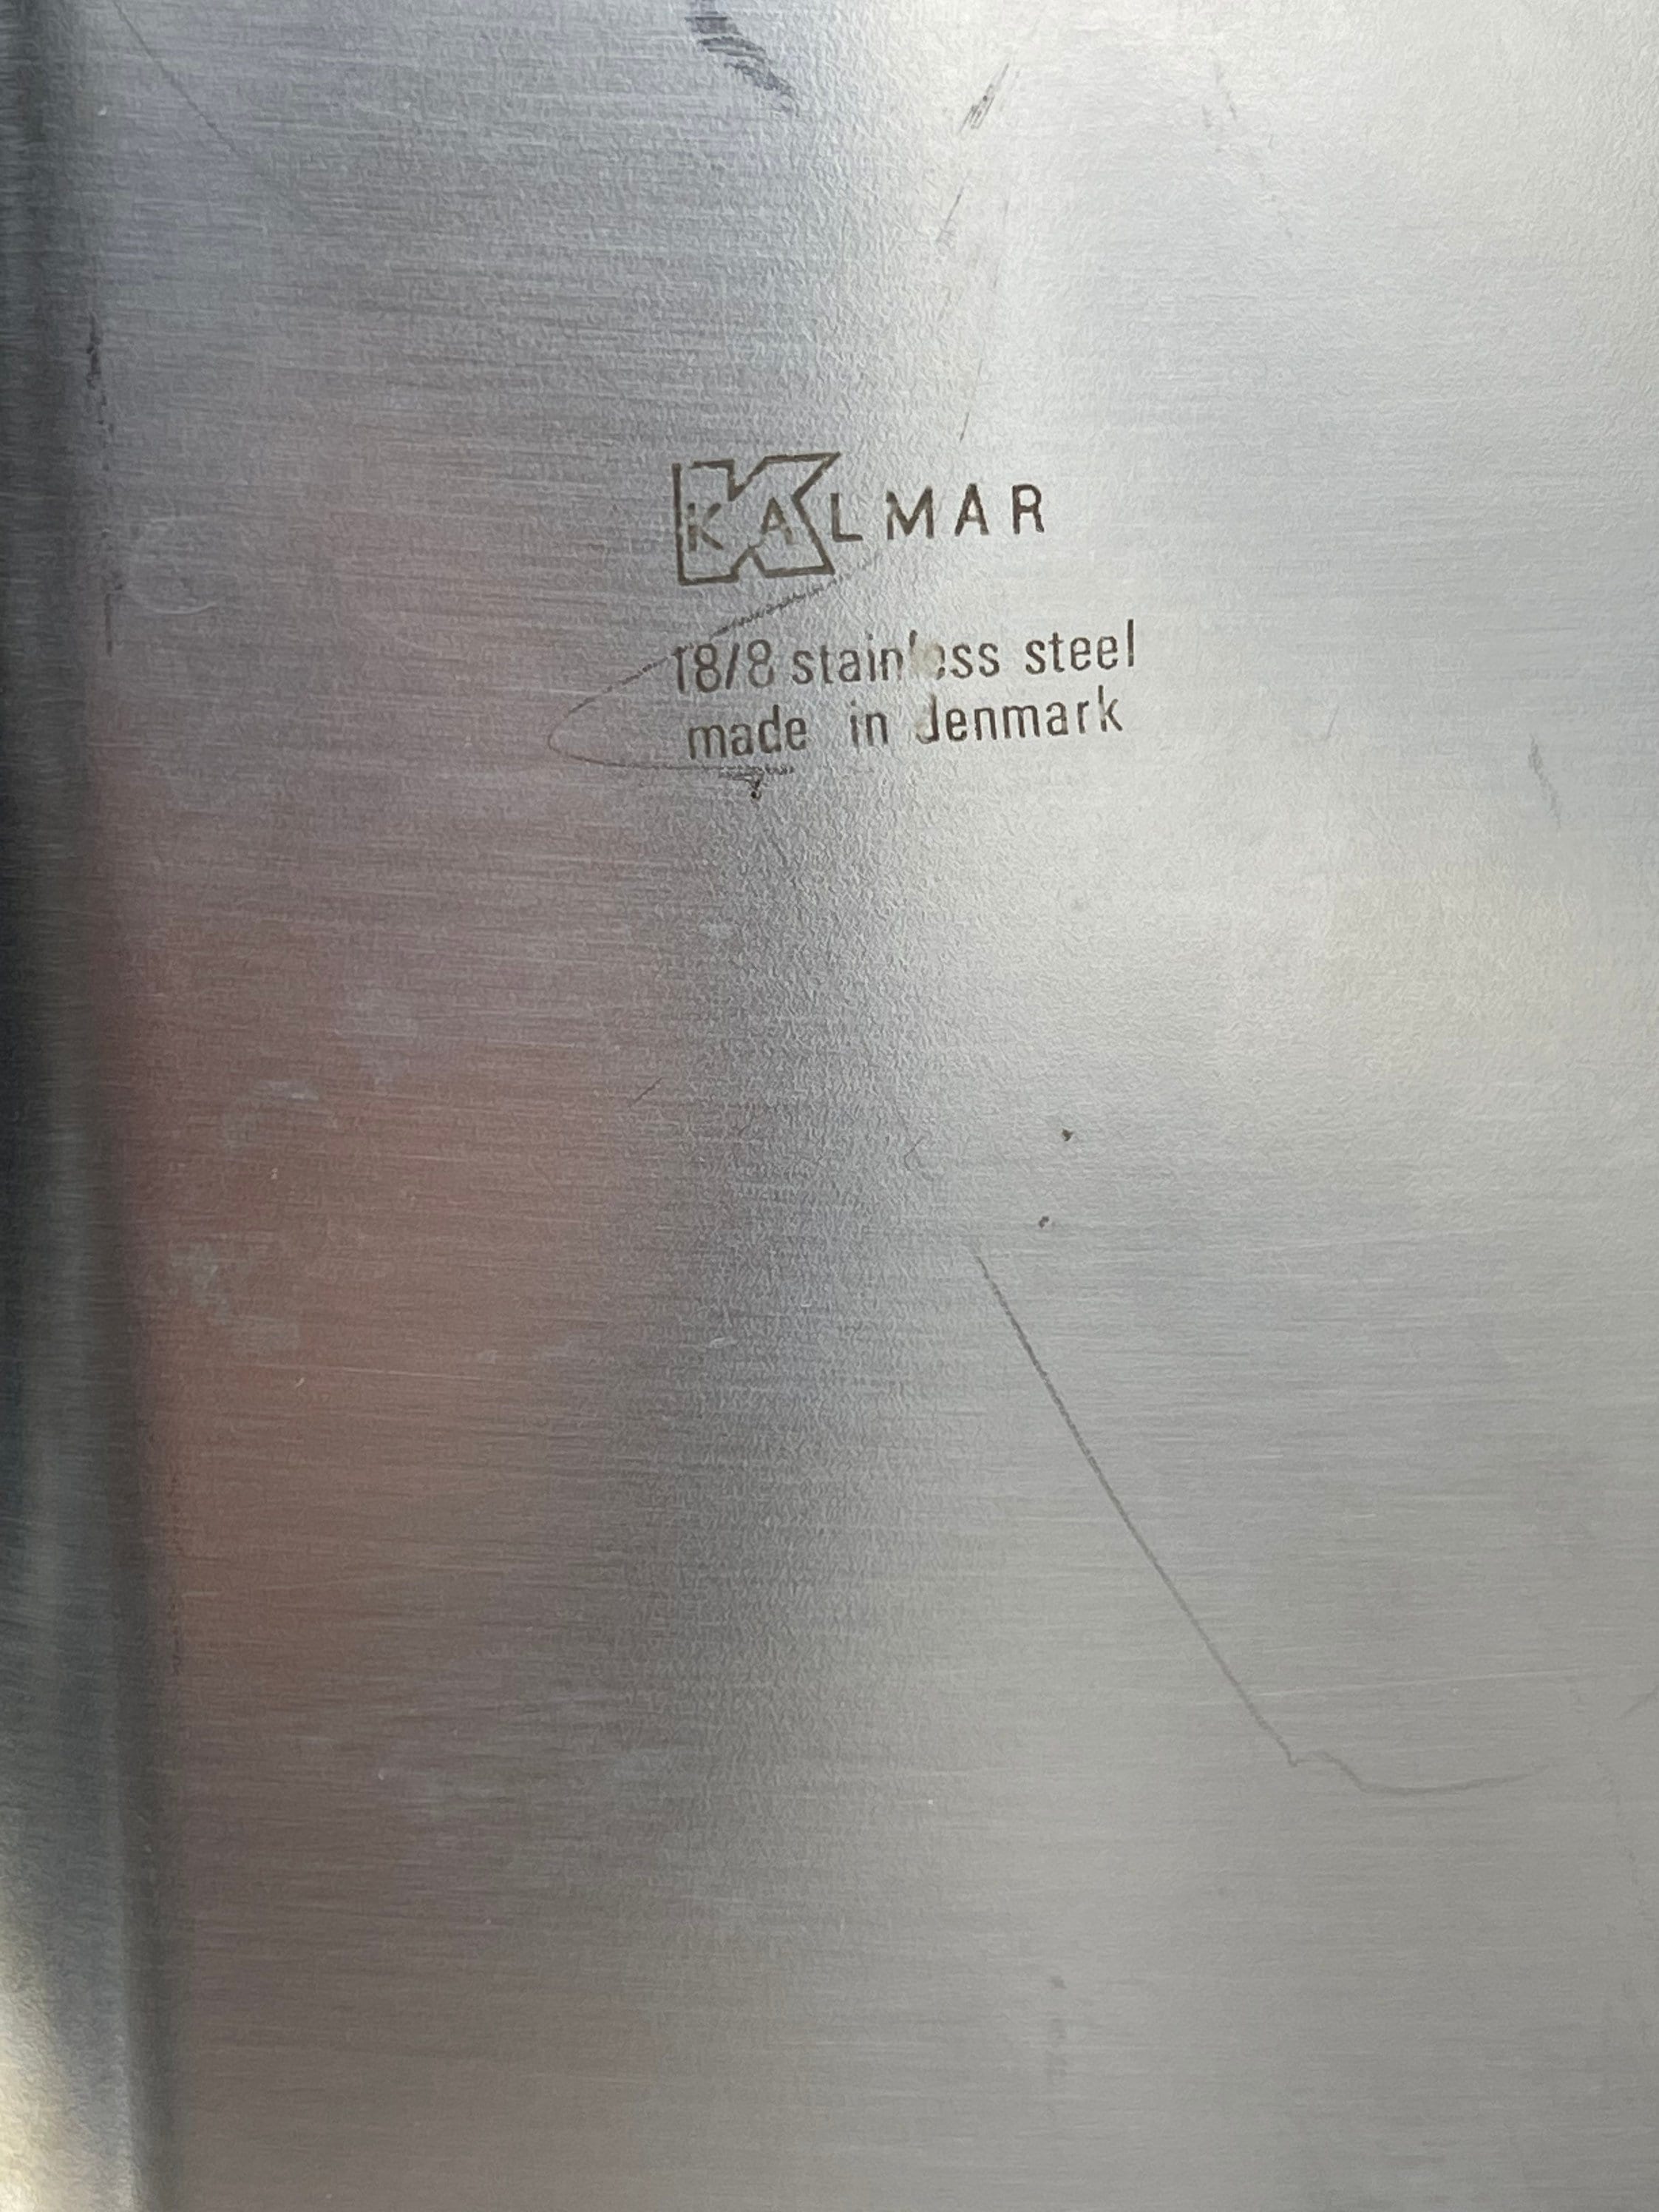 KALMAR
18/8 stainless steel
made in denmark